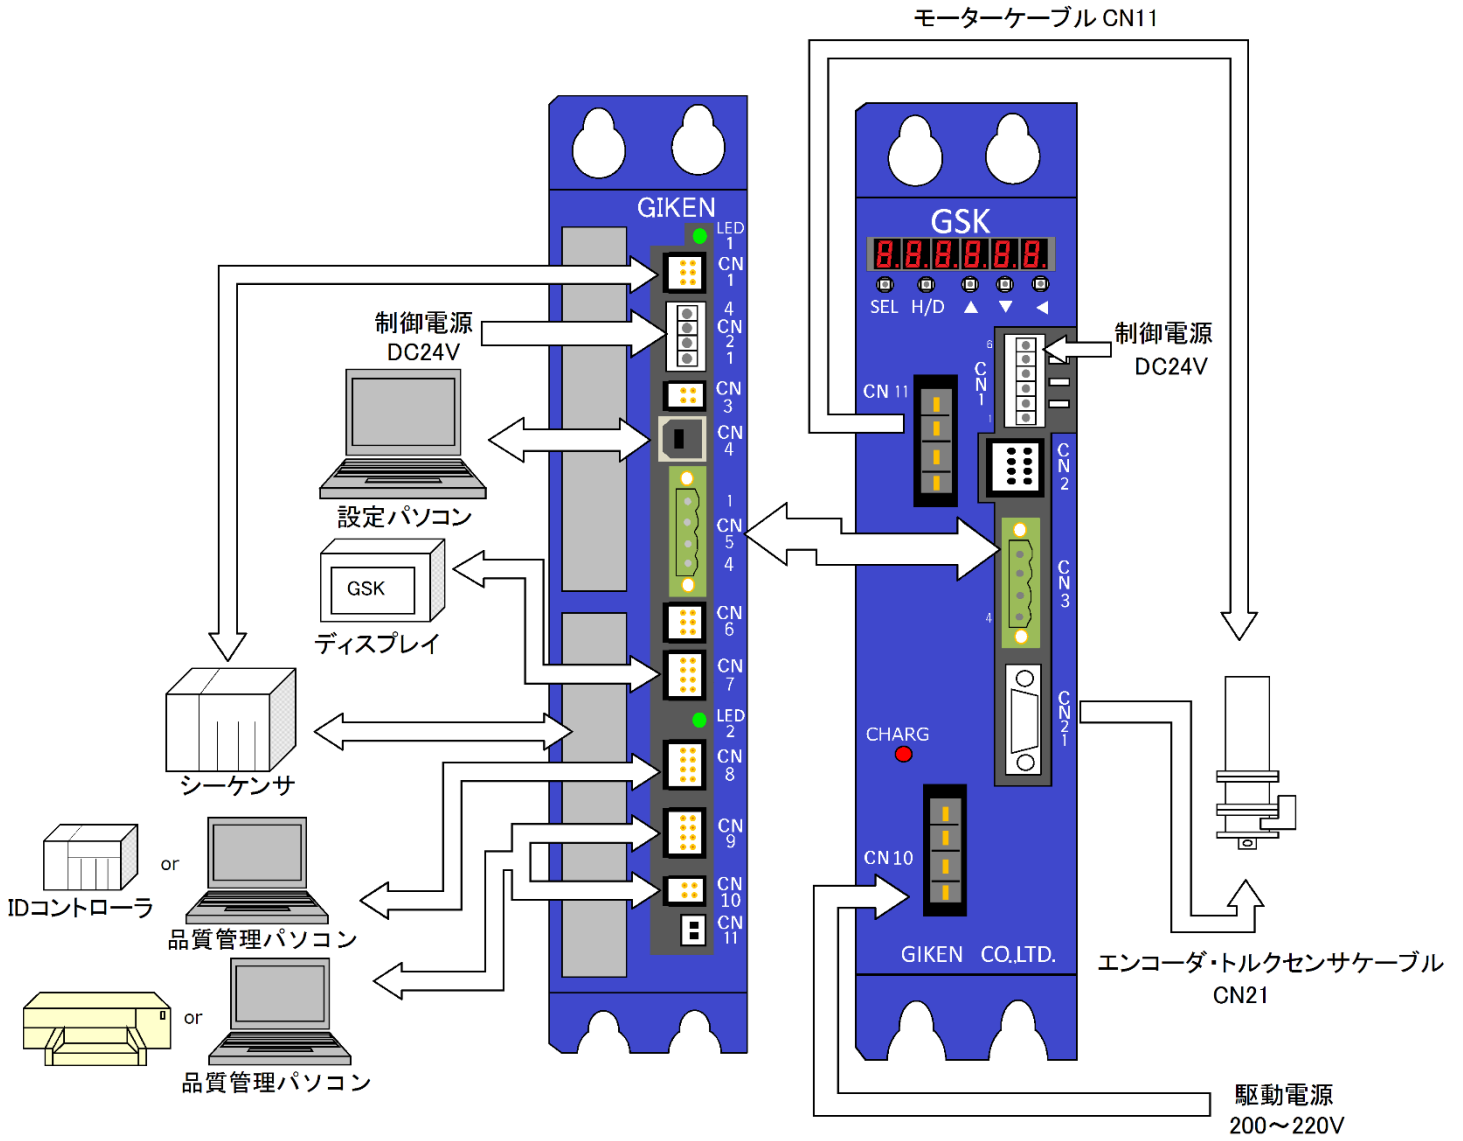 モーターケーブル CN11
GIKEN
LED
1
CN
1
4
CN
2
1
CN
3
CN
4
1
CN
5
4
CN
6
CN
7
LED
2
CN
8
CN
9
CN
10
CN
11
制御電源
DC24V
設定パソコン
GSK
ディスプレイ
シーケンサ
or
IDコントローラ
品質管理パソコン
or
品質管理パソコン
GSK
8.8.8.8.8.8.
SEL H/D ▲ ▼ ◀
制御電源
DC24V
6
CN1
1
CN 11
CN2
CN3
4
CN21
CHARG
CN 10
GIKEN CO.,LTD.
エンコーダ・トルクセンサケーブル
CN21
駆動電源
200～220V